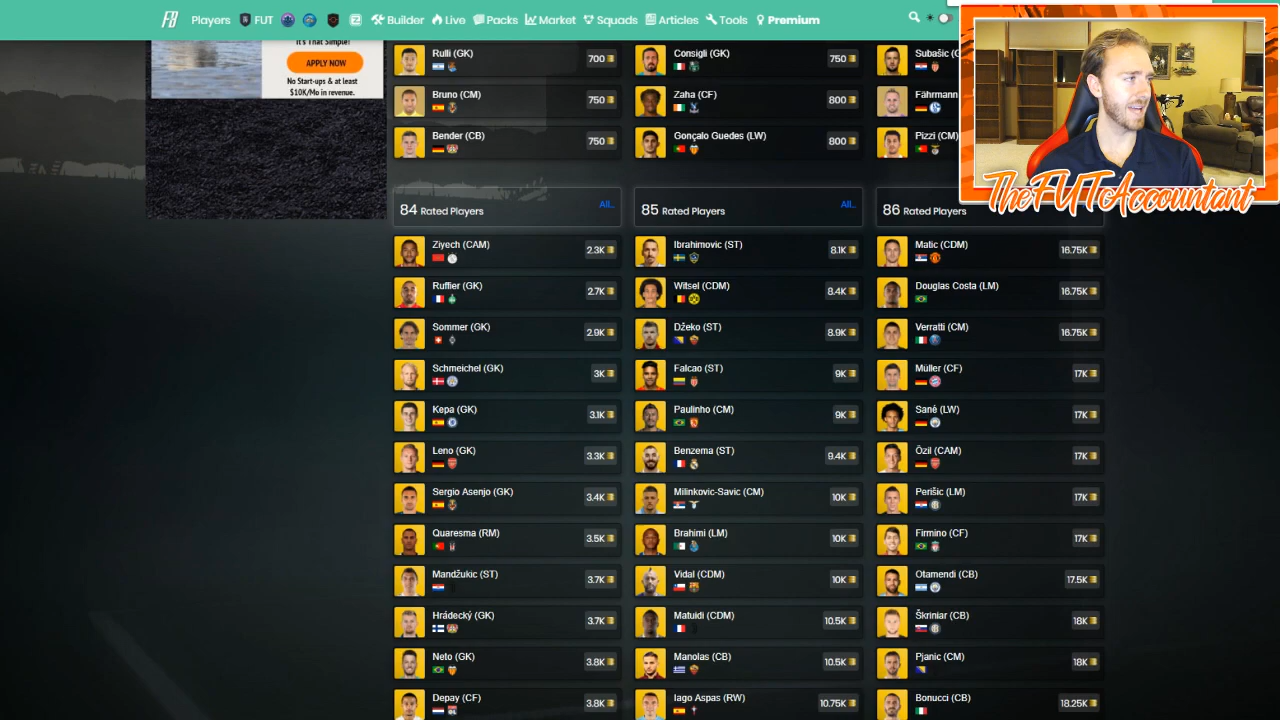 FB Players FUT Builder Live Packs Market Squads Articles Tools Premium
It's That Simple!
APPLY NOW
No Start-ups & at least
$10K/Mo in revenue.
Rulli (GK) 700
Consigli (GK) 750
Subašic (GK)
Bruno (CM) 750
Zaha (CF) 800
Fährmann
Bender (CB) 750
Gonçalo Guedes (LW) 800
Pizzi (CM)
TheFUTAccountant
84 Rated Players All..
Ziyech (CAM) 2.3K
Ruffier (GK) 2.7K
Sommer (GK) 2.9K
Schmeichel (GK) 3K
Kepa (GK) 3.1K
Leno (GK) 3.3K
Sergio Asenjo (GK) 3.4K
Quaresma (RM) 3.5K
Mandžukic (ST) 3.7K
Hrádecký (GK) 3.7K
Neto (GK) 3.8K
Depay (CF) 3.8K
85 Rated Players All..
Ibrahimovic (ST) 8.1K
Witsel (CDM) 8.4K
Džeko (ST) 8.9K
Falcao (ST) 9K
Paulinho (CM) 9K
Benzema (ST) 9.4K
Milinkovic-Savic (CM) 10K
Brahimi (LM) 10K
Vidal (CDM) 10K
Matuidi (CDM) 10.5K
Manolas (CB) 10.5K
Iago Aspas (RW) 10.75K
86 Rated Players
Matic (CDM) 16.75K
Douglas Costa (LM) 16.75K
Verratti (CM) 16.75K
Müller (CF) 17K
Sané (LW) 17K
Özil (CAM) 17K
Perišic (LM) 17K
Firmino (CF) 17K
Otamendi (CB) 17.5K
Škriniar (CB) 18K
Pjanic (CM) 18K
Bonucci (CB) 18.25K